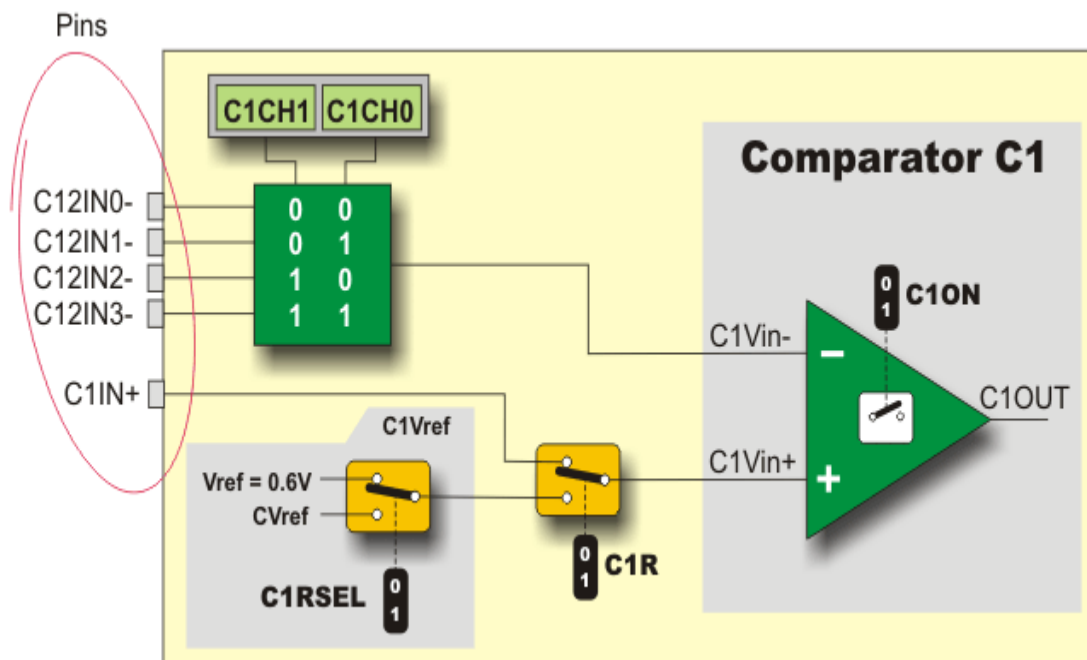 Pins
C1CH1 C1CH0
Comparator C1
C12IN0-
C12IN1-
C12IN2-
C12IN3-
0 0
0 1
1 0
1 1
0
1
C1ON
C1Vin-
−
C1OUT
C1IN+
C1Vref
C1Vin+
+
Vref = 0.6V
CVref
0
1
C1R
C1RSEL
0
1